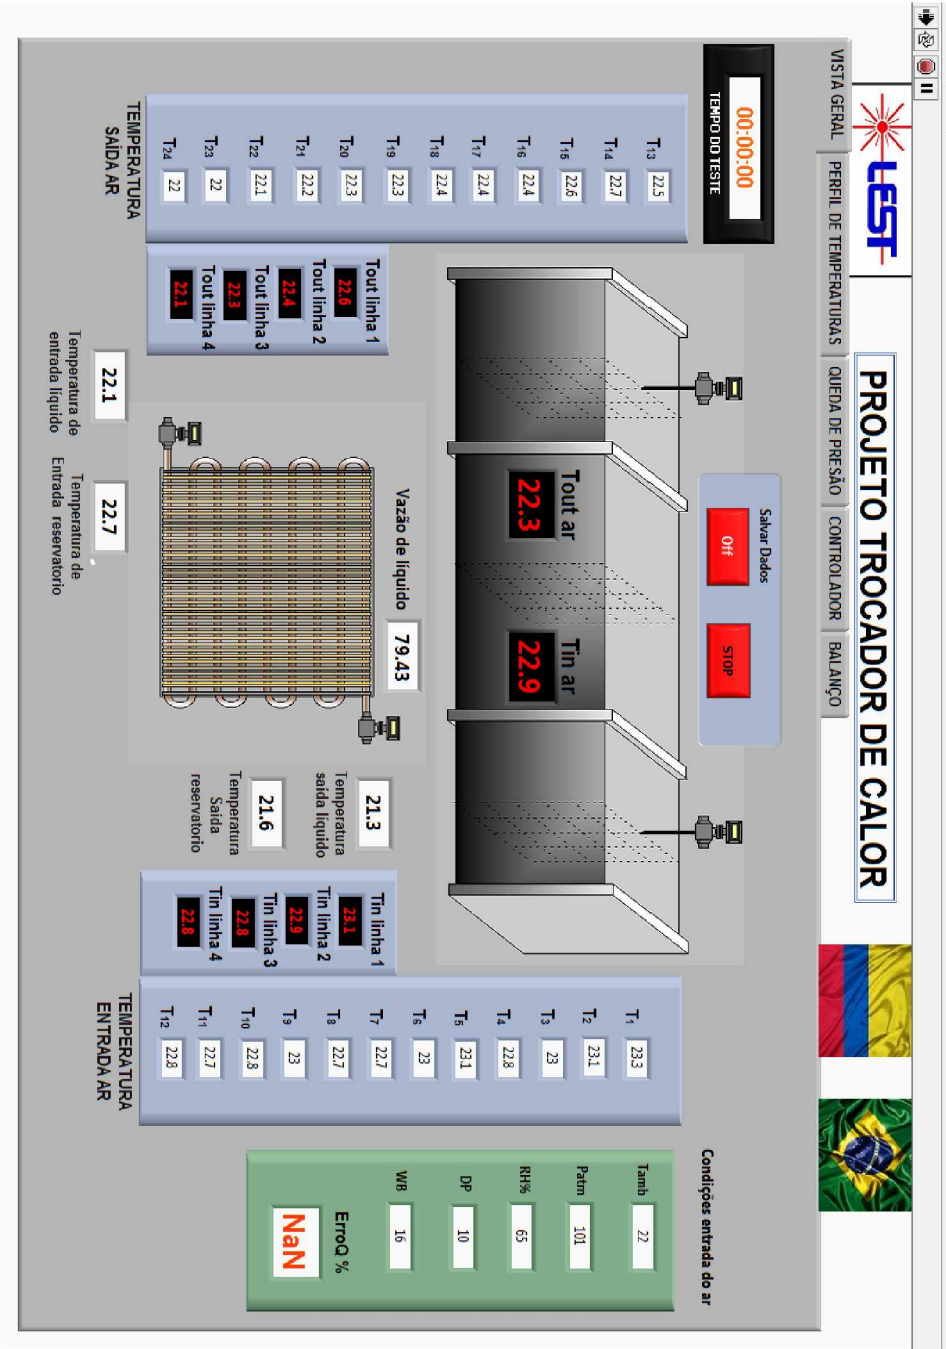 LEST
PROJETO TROCADOR DE CALOR
VISTA GERAL
PERFIL DE TEMPERATURAS
QUEDA DE PRESÃO
CONTROLADOR
BALANÇO
00:00:00
TEMPO DO TESTE
Salvar Dados
Off
STOP
T13 22.5
T14 22.7
T15 22.6
T16 22.4
T17 22.4
T18 22.4
T19 22.3
T20 22.3
T21 22.2
T22 22.1
T23 22
T24 22
TEMPERATURA
SAÍDA AR
Tout linha 1
22.6
Tout linha 2
22.4
Tout linha 3
22.3
Tout linha 4
22.1
Tout ar
22.3
Tin ar
22.9
Vazão de líquido 79.43
22.1
Temperatura de
entrada líquido
22.7
Temperatura de
Entrada reservatorio
21.3
Temperatura
saida líquido
21.6
Temperatura
Saida
reservatorio
Tin linha 1
23.1
Tin linha 2
22.9
Tin linha 3
22.8
Tin linha 4
22.8
T1 23.3
T2 23.1
T3 23
T4 22.8
T5 23.1
T6 23
T7 22.7
T8 22.7
T9 23
T10 22.8
T11 22.7
T12 22.8
TEMPERATURA
ENTRADA AR
Condições entrada do ar
Tamb 22
Patm 101
RH% 65
DP 10
WB 16
ErroQ %
NaN